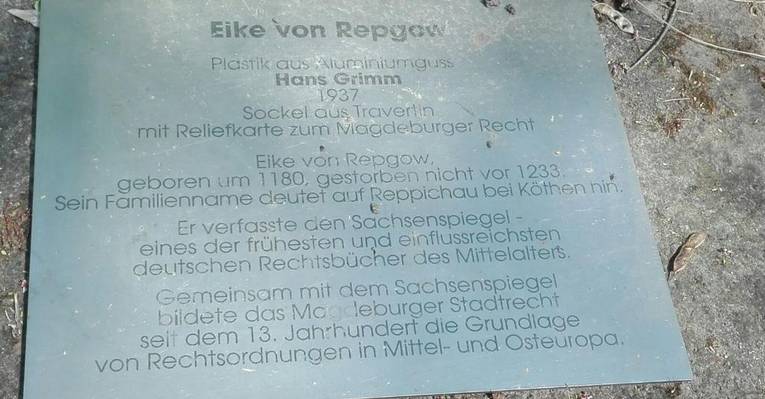 Eike von Repgow
Plastik aus Aluminiumguss
Hans Grimm
1937
Sockel aus Travertin
mit Reliefkarte zum Magdeburger Recht
Eike von Repgow,
geboren um 1180, gestorben nicht vor 1233.
Sein Familienname deutet auf Reppichau bei Köthen hin.
Er verfasste den Sachsenspiegel -
eines der frühesten und einflussreichsten
deutschen Rechtsbücher des Mittelalters.
Gemeinsam mit dem Sachsenspiegel
bildete das Magdeburger Stadtrecht
seit dem 13. Jahrhundert die Grundlage
von Rechtsordnungen in Mittel- und Osteuropa.